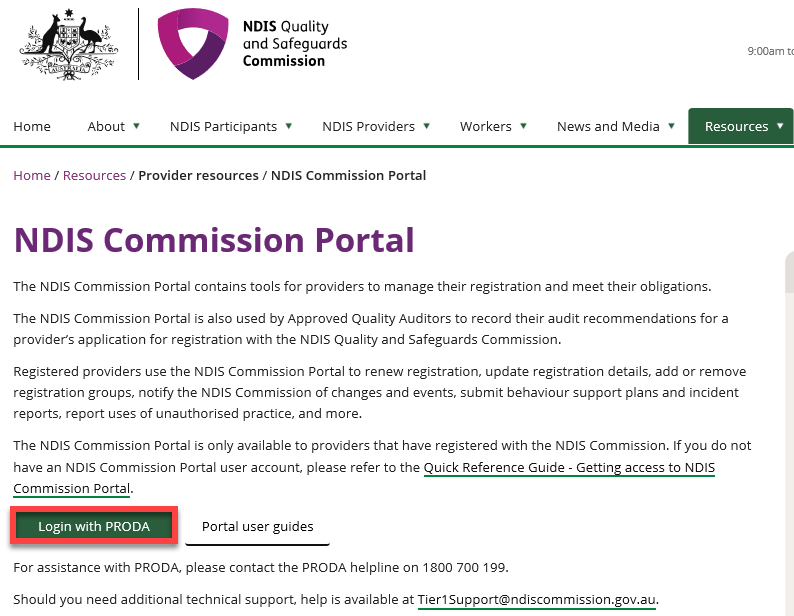 AUSTRALIA
NDIS Quality
and Safeguards
Commission
9:00am to
Home About NDIS Participants NDIS Providers Workers News and Media Resources
Home / Resources / Provider resources / NDIS Commission Portal
NDIS Commission Portal
The NDIS Commission Portal contains tools for providers to manage their registration and meet their obligations.
The NDIS Commission Portal is also used by Approved Quality Auditors to record their audit recommendations for a
provider’s application for registration with the NDIS Quality and Safeguards Commission.
Registered providers use the NDIS Commission Portal to renew registration, update registration details, add or remove
registration groups, notify the NDIS Commission of changes and events, submit behaviour support plans and incident
reports, report uses of unauthorised practice, and more.
The NDIS Commission Portal is only available to providers that have registered with the NDIS Commission. If you do not
have an NDIS Commission Portal user account, please refer to the Quick Reference Guide - Getting access to NDIS
Commission Portal.
Login with PRODA Portal user guides
For assistance with PRODA, please contact the PRODA helpline on 1800 700 199.
Should you need additional technical support, help is available at Tier1Support@ndiscommission.gov.au.